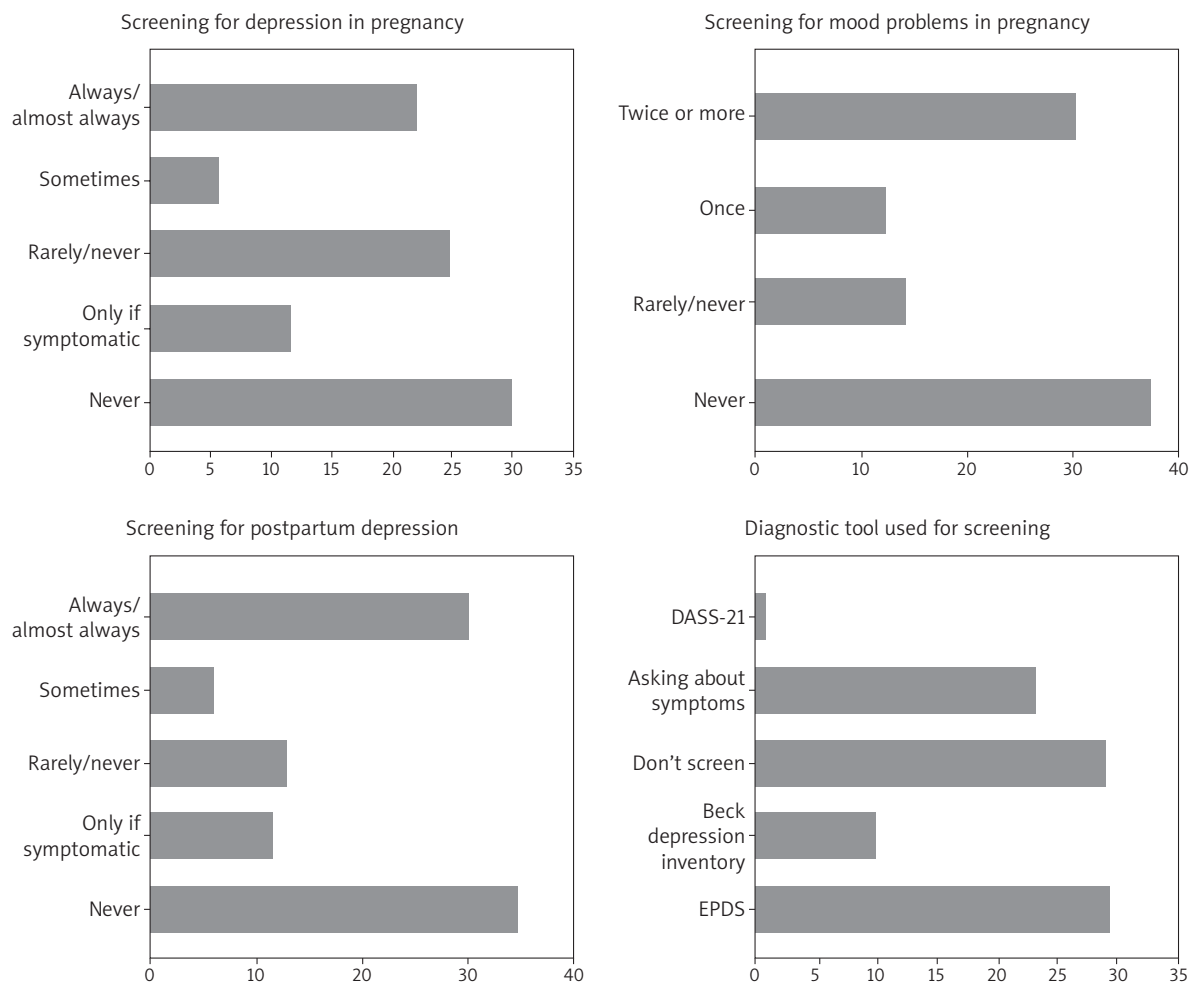 Screening for depression in pregnancy
Always/
almost always
Sometimes
Rarely/never
Only if
symptomatic
Never
0 5 10 15 20 25 30 35
Screening for mood problems in pregnancy
Twice or more
Once
Rarely/never
Never
0 10 20 30 40
Screening for postpartum depression
Always/
almost always
Sometimes
Rarely/never
Only if
symptomatic
Never
0 10 20 30 40
Diagnostic tool used for screening
DASS-21
Asking about
symptoms
Don’t screen
Beck
depression
inventory
EPDS
0 5 10 15 20 25 30 35